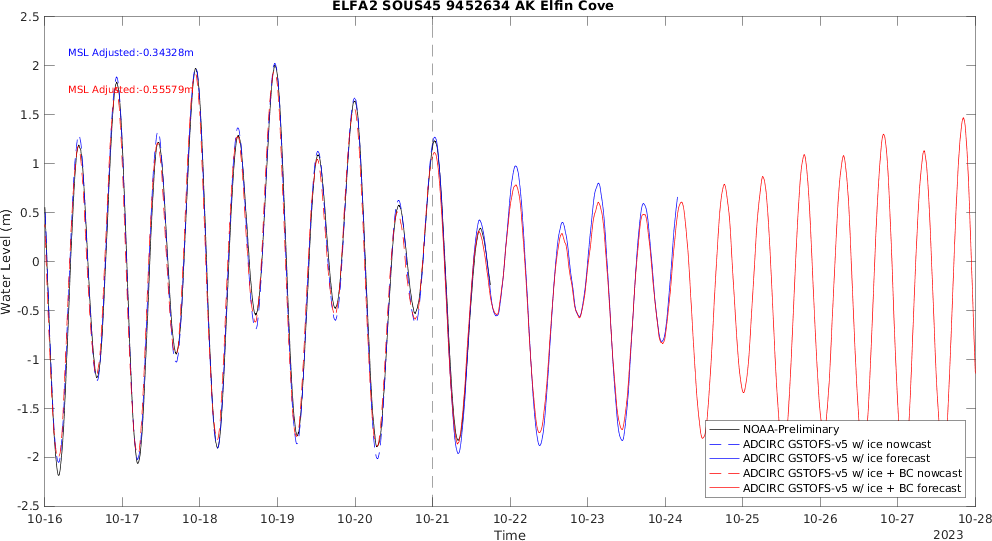 ELFA2 SOUS45 9452634 AK Elfin Cove
MSL Adjusted:-0.34328m
MSL Adjusted:-0.55579m
Water Level (m)
2.5
2
1.5
1
0.5
0
-0.5
-1
-1.5
-2
-2.5
NOAA-Preliminary
ADCIRC GSTOFS-v5 w/ ice nowcast
ADCIRC GSTOFS-v5 w/ ice forecast
ADCIRC GSTOFS-v5 w/ ice + BC nowcast
ADCIRC GSTOFS-v5 w/ ice + BC forecast
10-16 10-17 10-18 10-19 10-20 10-21 10-22 10-23 10-24 10-25 10-26 10-27 10-28
Time
2023